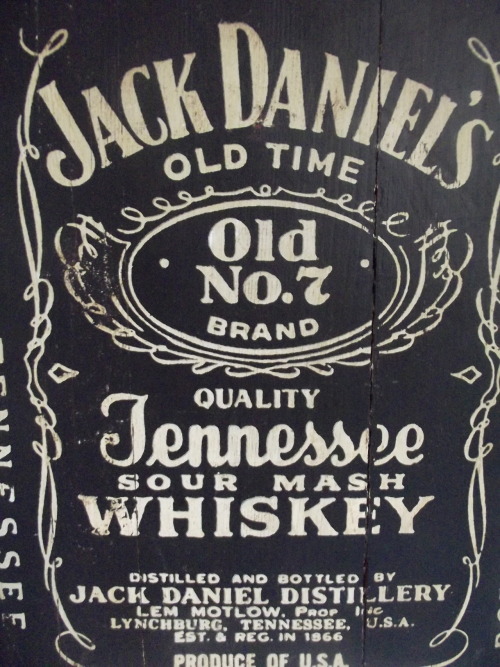 JACK DANIEL'S
OLD TIME
Old
No.7
BRAND
QUALITY
Tennessee
SOUR MASH
WHISKEY
DISTILLED AND BOTTLED BY
JACK DANIEL DISTILLERY
LEM MOTLOW, PROP INC
LYNCHBURG, TENNESSEE, U.S.A.
EST. & REG. IN 1866
PRODUCE OF U.S.A.
TENNESSEE